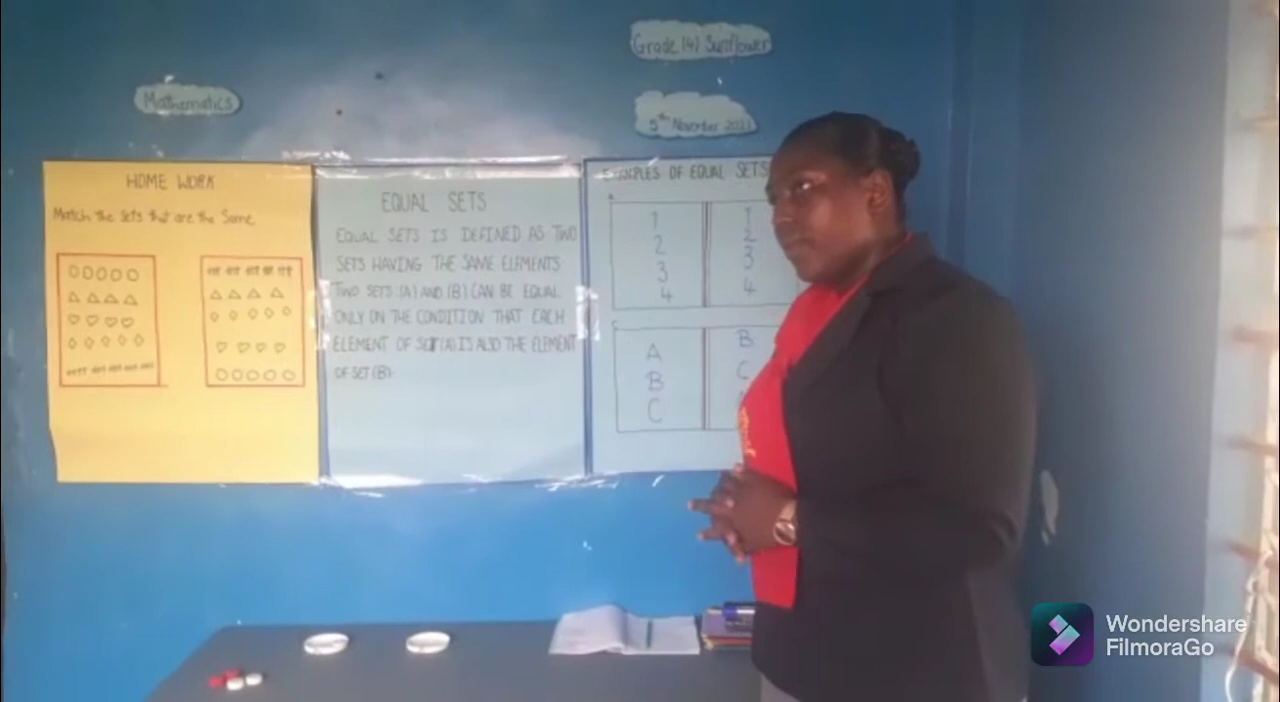 Mathematics
Grade (4) Sunflower
5th November 2021
HOME WORK
Match the sets that are the same
EQUAL SETS
EQUAL SETS IS DEFINED AS TWO
SETS HAVING THE SAME ELEMENTS
TWO SETS (A) AND (B) CAN BE EQUAL
ONLY ON THE CONDITION THAT EACH
ELEMENT OF SET (A) IS ALSO THE ELEMENT
OF SET (B).
EXAMPLES OF EQUAL SETS
1 1
2 2
3 3
4 4
A B
B C
C
Wondershare
FilmoraGo